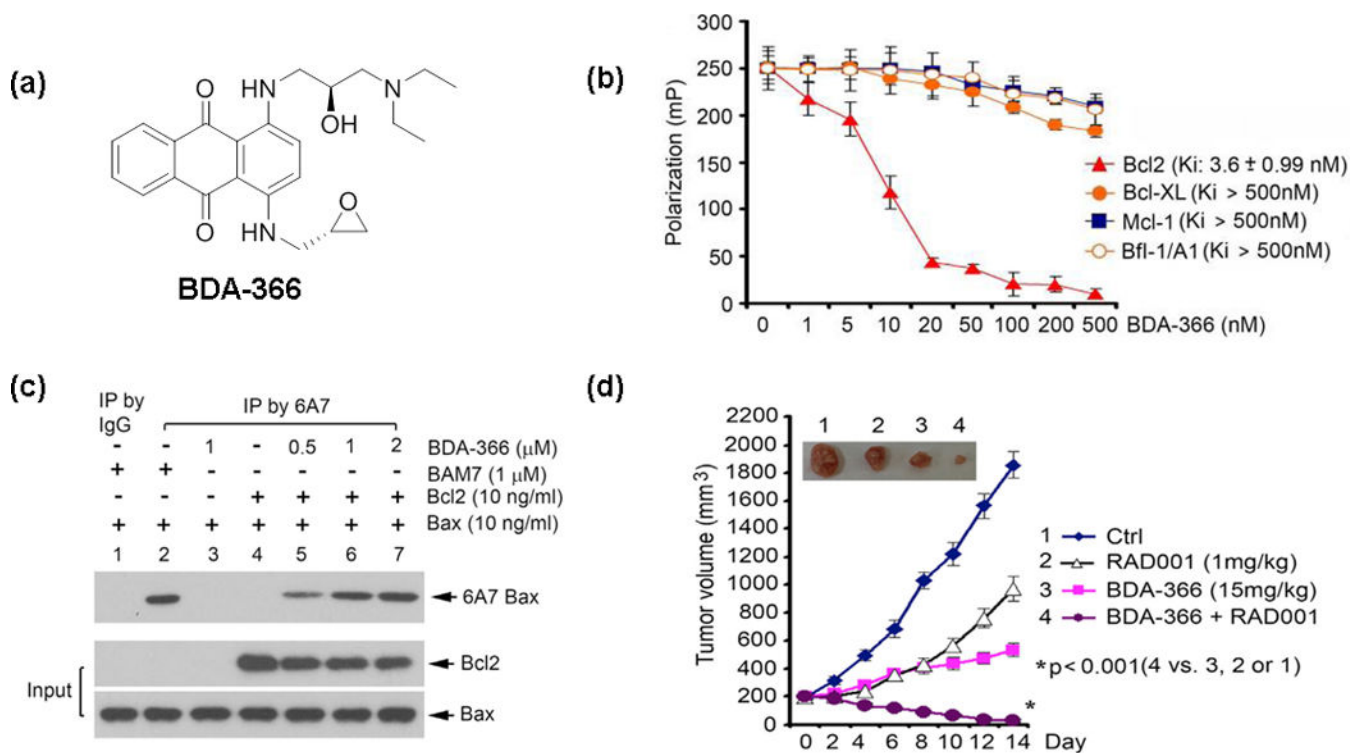 (a)
HN
N
OH
O
O
HN
O
BDA-366
(b)
300
250
200
150
100
50
0
Polarization (mP)
Bcl2 (Ki: 3.6 ± 0.99 nM)
Bcl-XL (Ki > 500nM)
Mcl-1 (Ki > 500nM)
Bfl-1/A1 (Ki > 500nM)
0 1 5 10 20 50 100 200 500 BDA-366 (nM)
(c)
IP by IP by 6A7
IgG
- - 1 - 0.5 1 2 BDA-366 (μM)
+ + - - - - - BAM7 (1 μM)
- - - + + + + Bcl2 (10 ng/ml)
+ + + + + + + Bax (10 ng/ml)
1 2 3 4 5 6 7
6A7 Bax
Bcl2
Input
Bax
(d)
2200
2000
1800
1600
1400
1200
1000
800
600
400
200
0
Tumor volume (mm3)
1 2 3 4
1 Ctrl
2 RAD001 (1mg/kg)
3 BDA-366 (15mg/kg)
4 BDA-366 + RAD001
*p< 0.001(4 vs. 3, 2 or 1)
*
0 2 4 6 8 10 12 14 Day